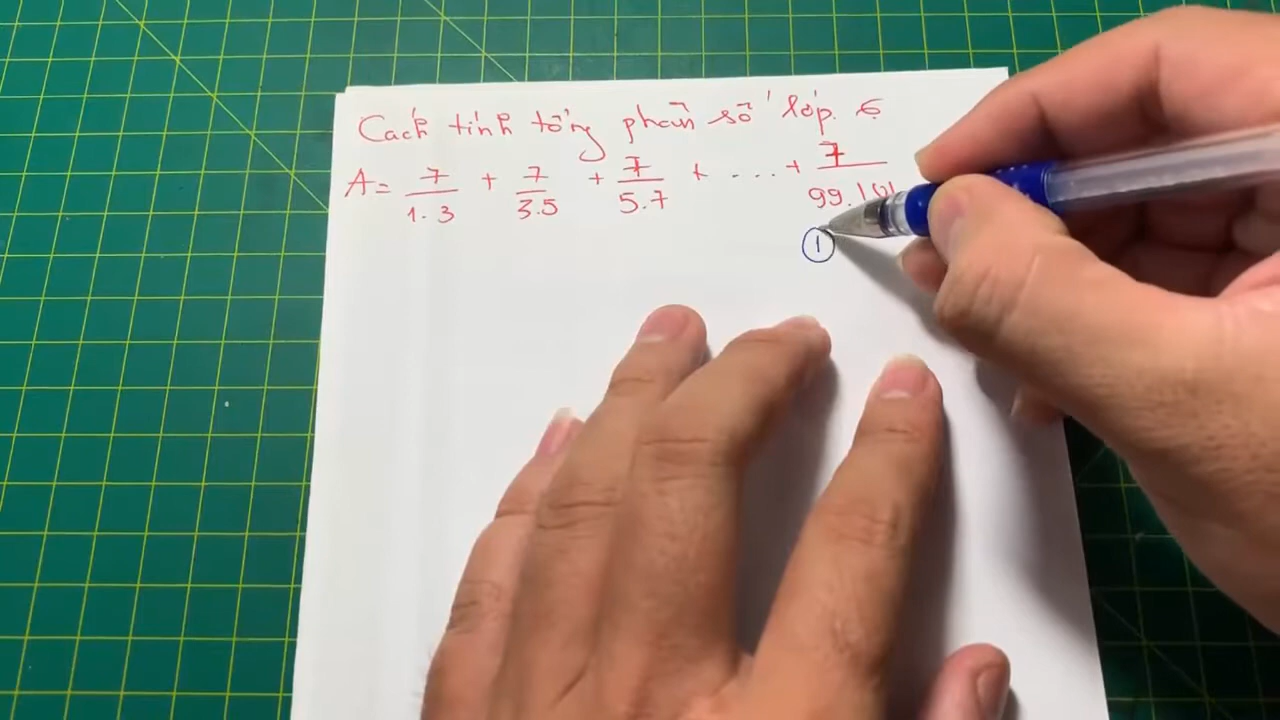 Cách tính tổng phân số lớp 6
A = 7/1.3 + 7/3.5 + 7/5.7 + ... + 7/99.101
①